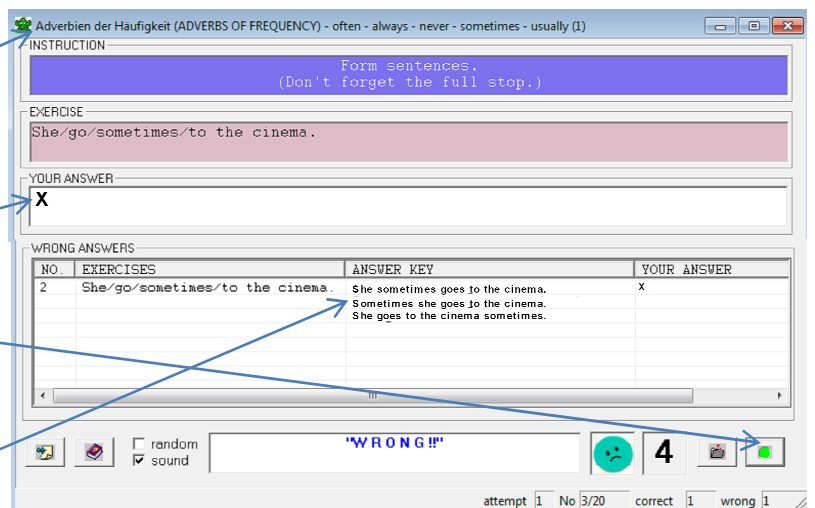 Adverbien der Häufigkeit (ADVERBS OF FREQUENCY) - often - always - never - sometimes - usually (1)
INSTRUCTION
Form sentences.
(Don't forget the full stop.)
EXERCISE
She/go/sometimes/to the cinema.
YOUR ANSWER
X
WRONG ANSWERS
NO. EXERCISES ANSWER KEY YOUR ANSWER
2 She/go/sometimes/to the cinema. She sometimes goes to the cinema. X
Sometimes she goes to the cinema.
She goes to the cinema sometimes.
random
sound
"W R O N G !!"
4
attempt 1 No 3/20 correct 1 wrong 1